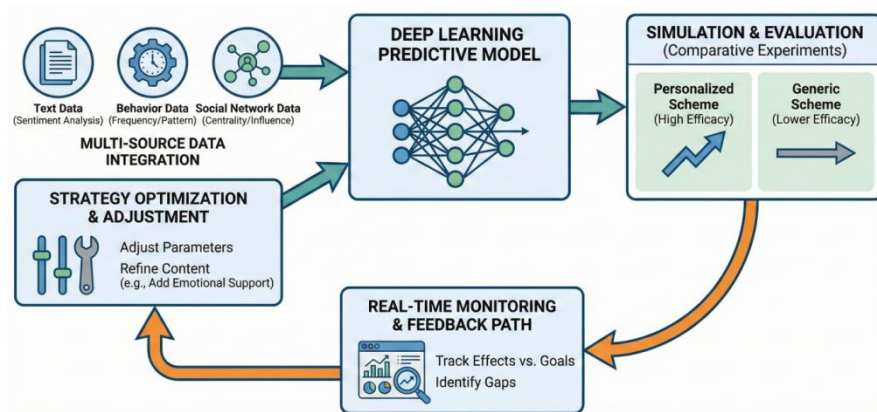 Text Data
(Sentiment Analysis)
Behavior Data
(Frequency/Pattern)
Social Network Data
(Centrality/Influence)
MULTI-SOURCE DATA
INTEGRATION
DEEP LEARNING
PREDICTIVE MODEL
SIMULATION & EVALUATION
(Comparative Experiments)
Personalized
Scheme
(High Efficacy)
Generic
Scheme
(Lower Efficacy)
STRATEGY OPTIMIZATION
& ADJUSTMENT
Adjust Parameters
Refine Content
(e.g., Add Emotional Support)
REAL-TIME MONITORING
& FEEDBACK PATH
Track Effects vs. Goals
Identify Gaps